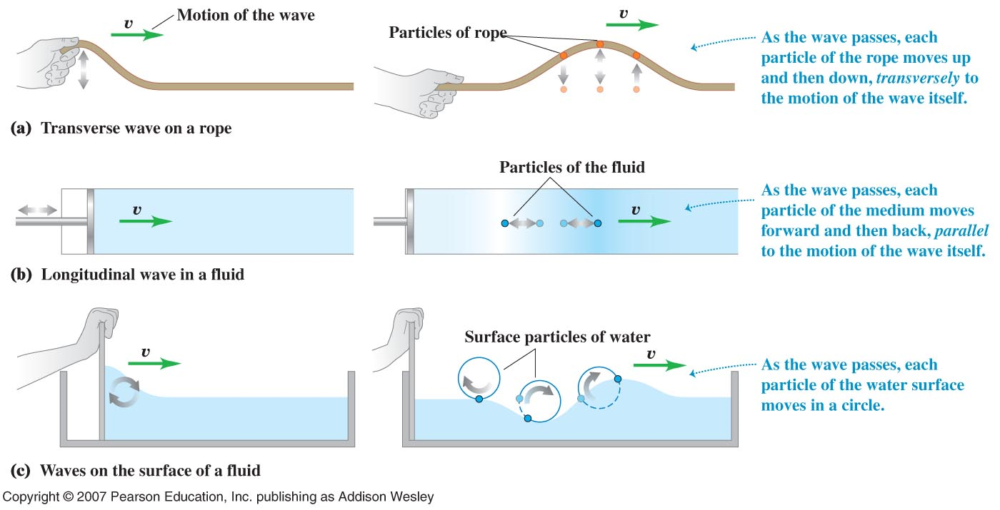 v
Motion of the wave
Particles of rope
v
As the wave passes, each
particle of the rope moves up
and then down, transversely to
the motion of the wave itself.
(a) Transverse wave on a rope
v
Particles of the fluid
v
As the wave passes, each
particle of the medium moves
forward and then back, parallel
to the motion of the wave itself.
(b) Longitudinal wave in a fluid
v
Surface particles of water
v
As the wave passes, each
particle of the water surface
moves in a circle.
(c) Waves on the surface of a fluid
Copyright © 2007 Pearson Education, Inc. publishing as Addison Wesley